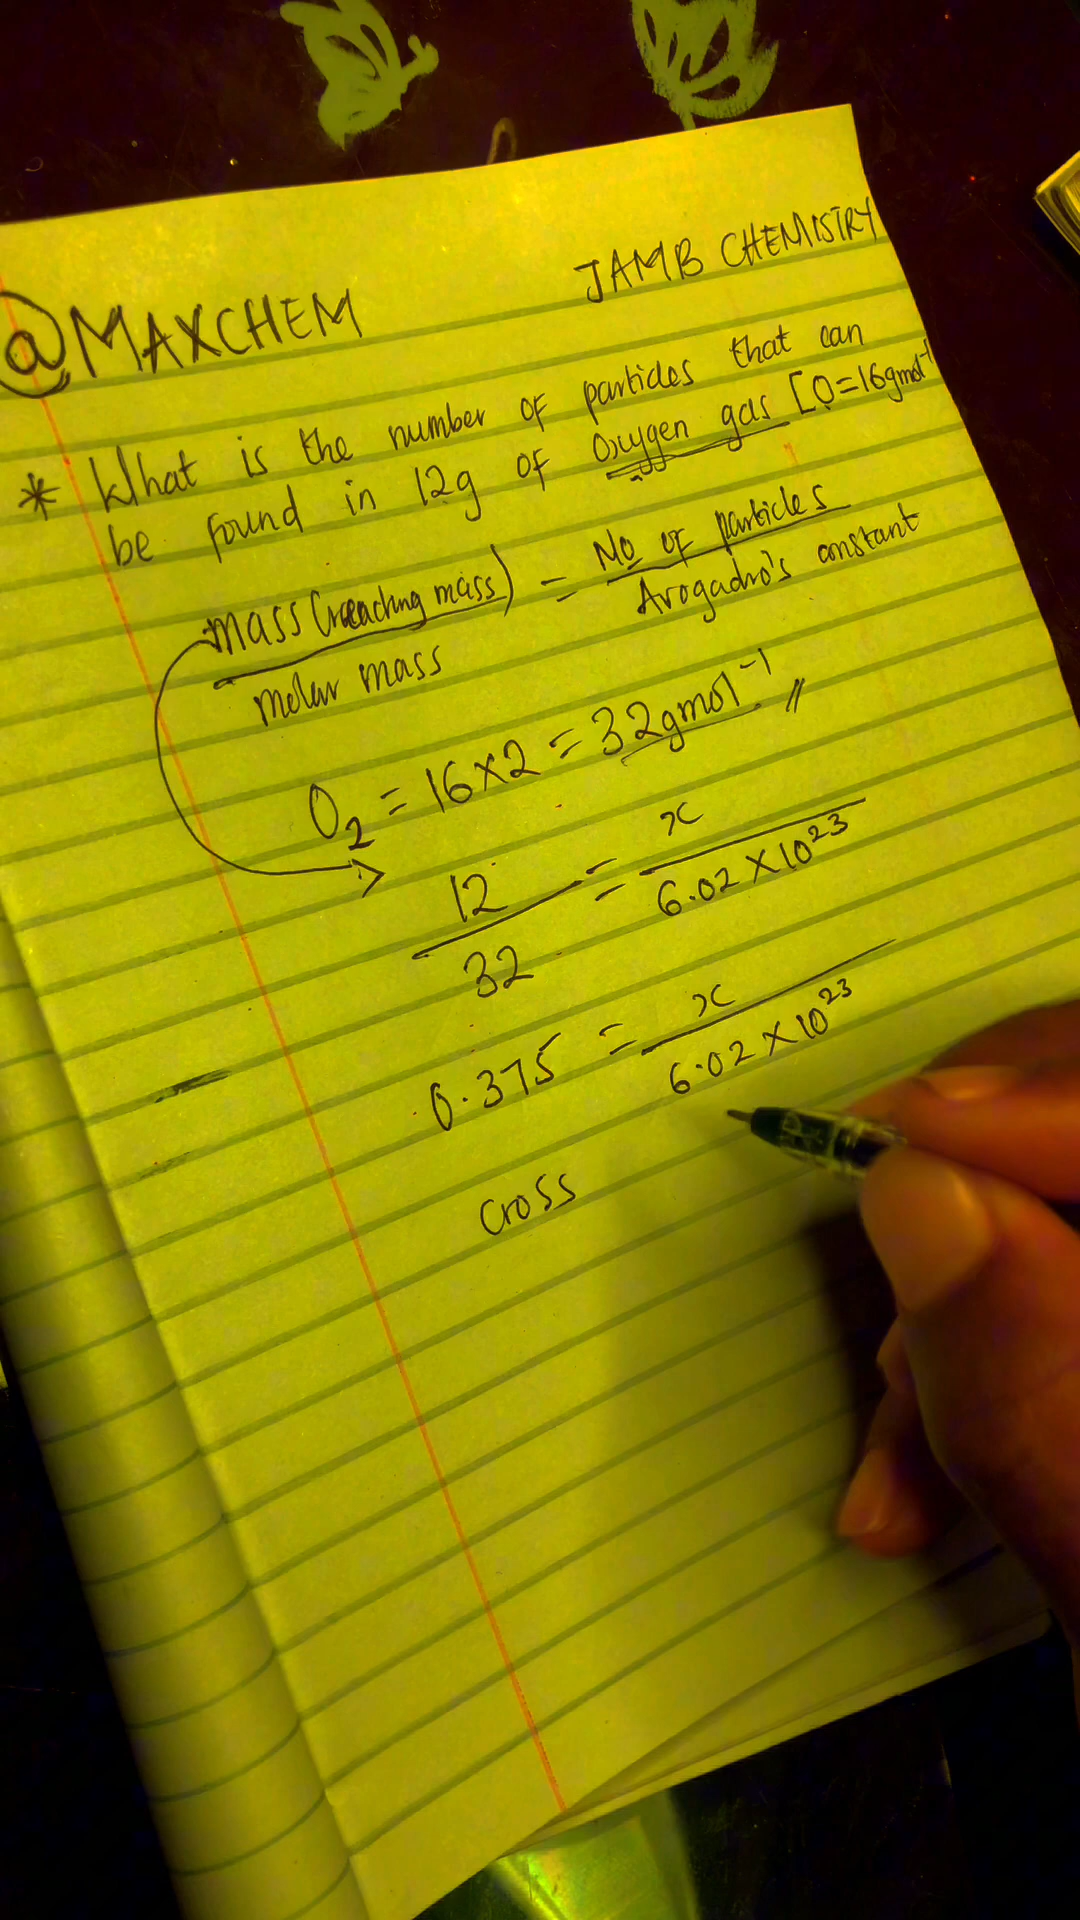 @MAXCHEM
JAMB CHEMISTRY
* What is the number of particles that can
be found in 12g of Oxygen gas [O=16gmol⁻¹
mass (reacting mass) = No of particles
molar mass Avogadro's constant
O₂ = 16×2 = 32gmol⁻¹ //
12 = x
32 6.02 × 10²³
0.375 = x
6.02 × 10²³
Cross